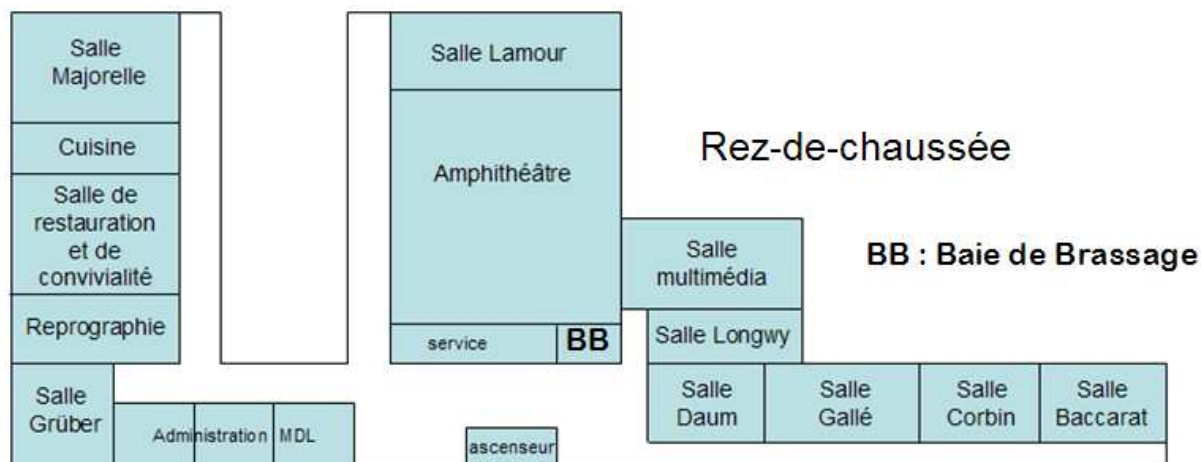 Salle
Majorelle
Cuisine
Salle de
restauration
et de
convivialité
Reprographie
Salle
Grüber
Administration
MDL
Salle Lamour
Amphithéâtre
service
BB
ascenseur
Rez-de-chaussée
BB : Baie de Brassage
Salle
multimédia
Salle Longwy
Salle
Daum
Salle
Gallé
Salle
Corbin
Salle
Baccarat